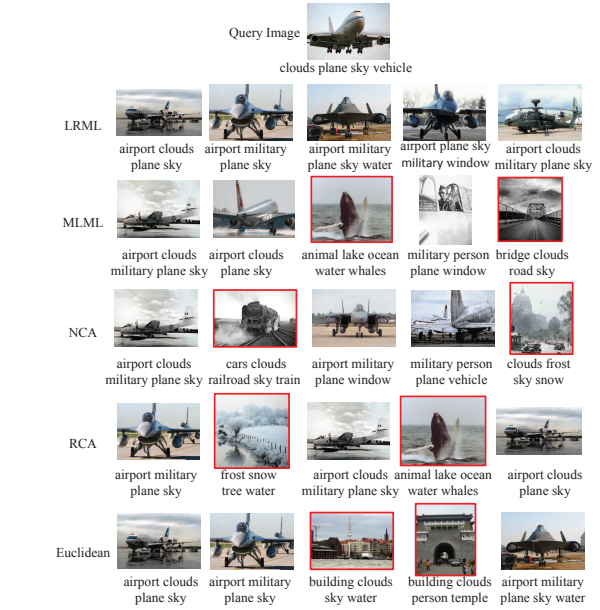 Query Image
clouds plane sky vehicle
LRML
airport clouds
plane sky
airport military
plane sky
airport military
plane sky water
airport plane sky
military window
airport clouds
military plane sky
MLML
airport clouds
military plane sky
airport clouds
plane sky
animal lake ocean
water whales
military person
plane window
bridge clouds
road sky
NCA
airport clouds
military plane sky
cars clouds
railroad sky train
airport military
plane window
military person
plane vehicle
clouds frost
sky snow
RCA
airport military
plane sky
frost snow
tree water
airport clouds
military plane sky
animal lake ocean
water whales
airport clouds
plane sky
Euclidean
airport clouds
plane sky
airport military
plane sky
building clouds
sky water
building clouds
person temple
airport military
plane sky water